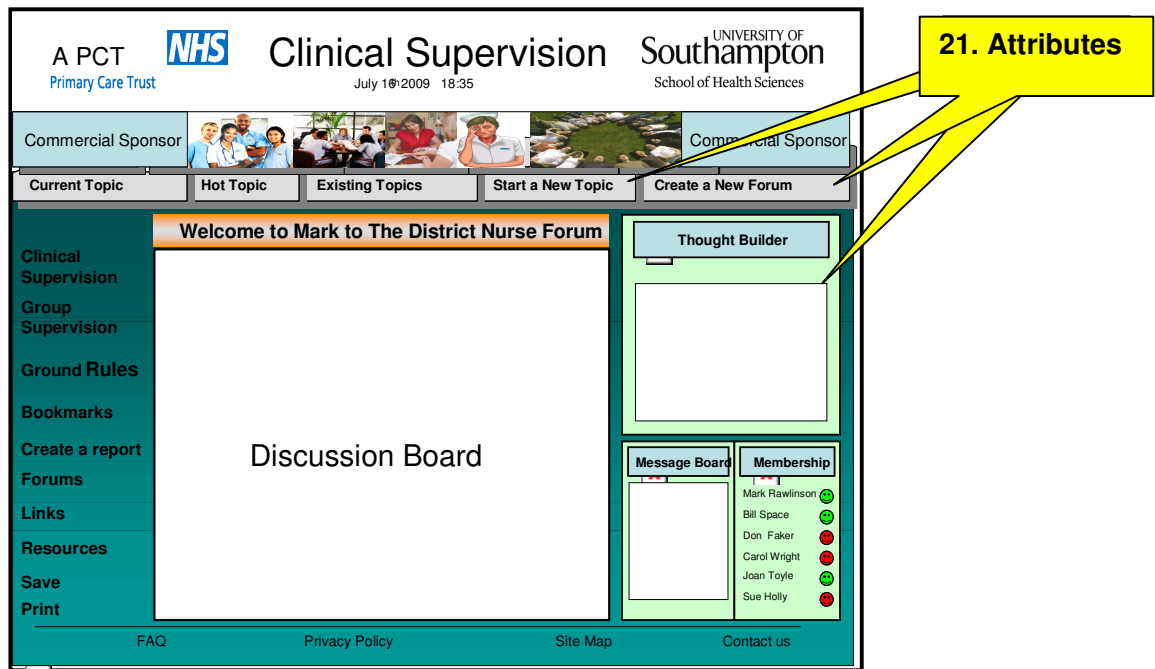 A PCT
NHS
Primary Care Trust
Clinical Supervision
July 16th 2009 18:35
UNIVERSITY OF
Southampton
School of Health Sciences
21. Attributes
Commercial Sponsor
Commercial Sponsor
Current Topic
Hot Topic
Existing Topics
Start a New Topic
Create a New Forum
Welcome to Mark to The District Nurse Forum
Clinical
Supervision
Group
Supervision
Ground Rules
Bookmarks
Create a report
Forums
Links
Resources
Save
Print
Discussion Board
Thought Builder
Message Board
Membership
Mark Rawlinson
Bill Space
Don Faker
Carol Wright
Joan Toyle
Sue Holly
FAQ
Privacy Policy
Site Map
Contact us